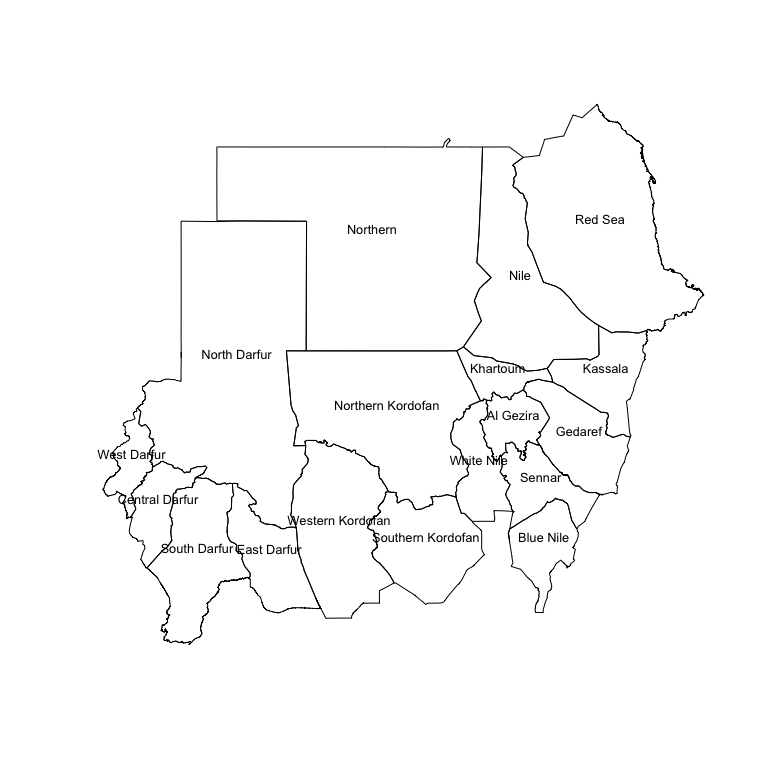 Red Sea
Northern
Nile
North Darfur
Khartoum
Kassala
Northern Kordofan
Al Gezira
Gedaref
West Darfur
White Nile
Sennar
Central Darfur
Western Kordofan
Southern Kordofan
Blue Nile
South Darfur
East Darfur